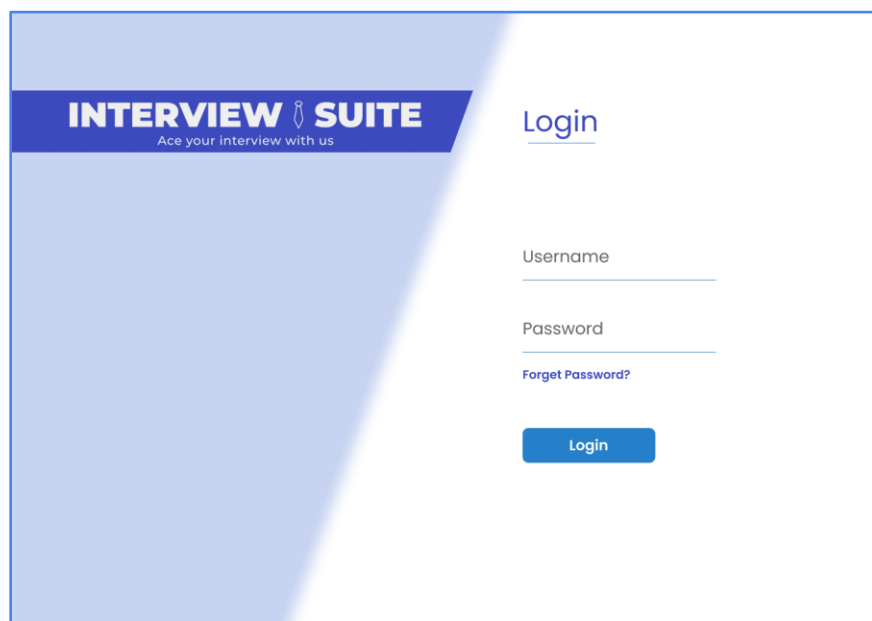 INTERVIEW SUITE
Ace your interview with us
Login
Username
Password
Forget Password?
Login